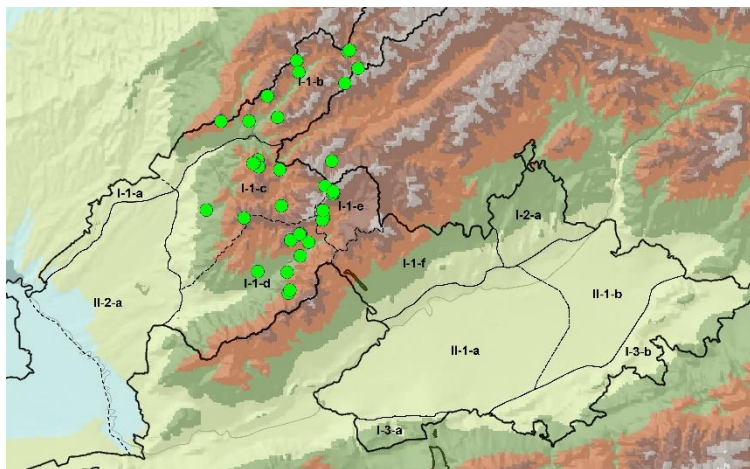 I-1-b
I-1-c
I-1-a
I-1-e
I-2-a
I-1-f
I-1-d
II-2-a
II-1-b
II-1-a
I-3-b
I-3-a